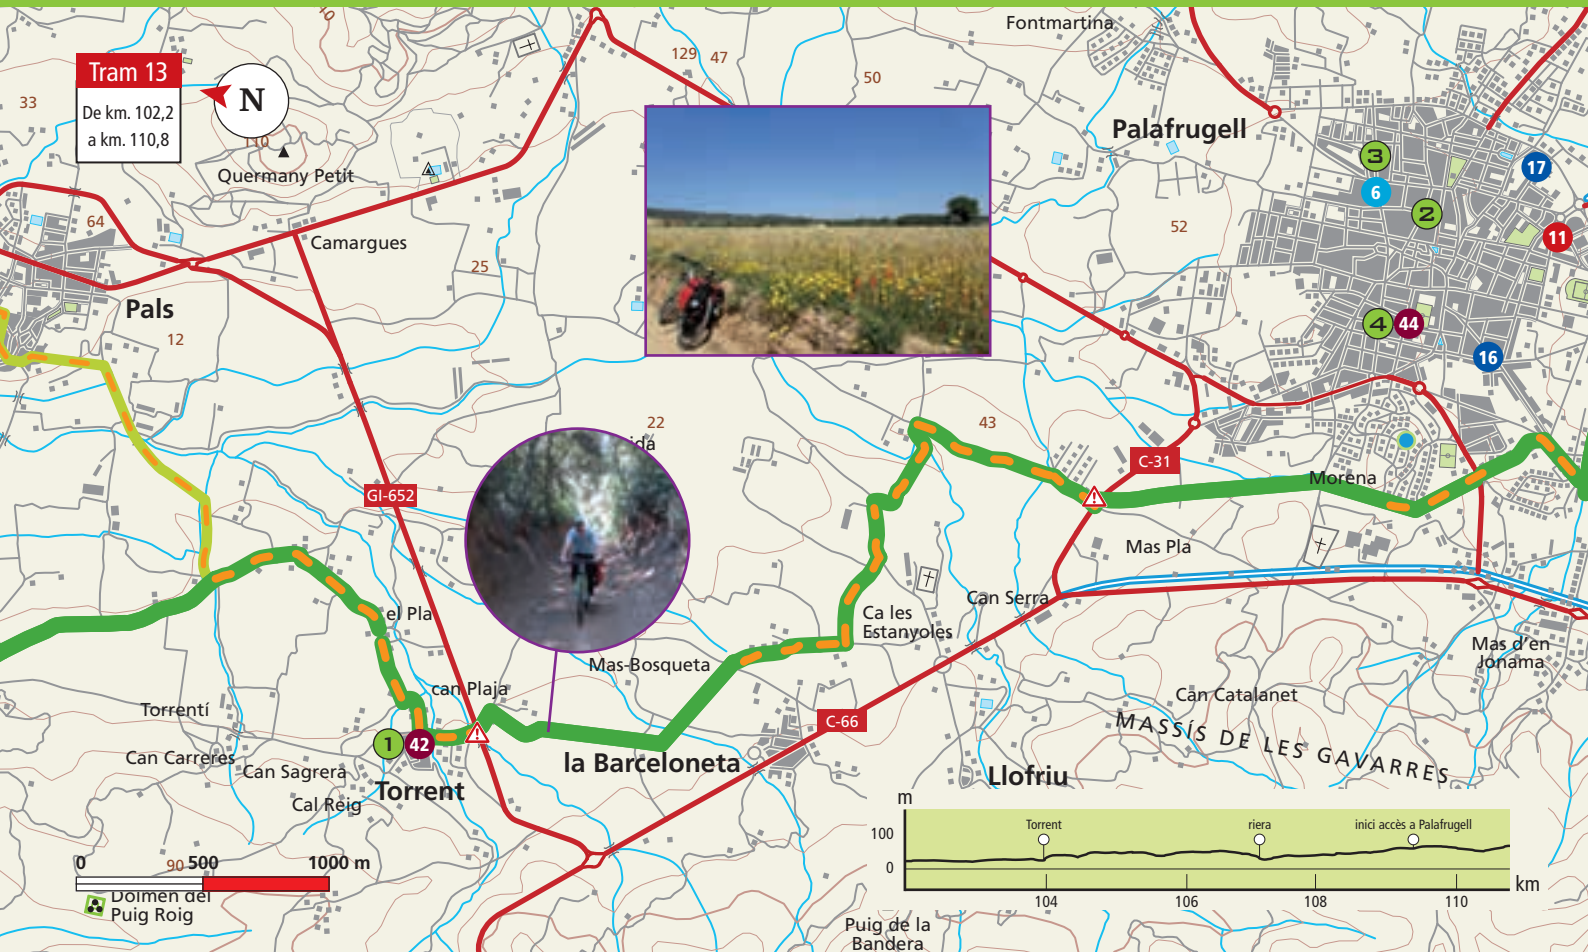 Fontmartina
129
47
50
Tram 13
De km. 102,2
a km. 110,8
N
33
110
Quermany Petit
Palafrugell
3
17
6
2
64
52
11
Camargues
25
Pals
12
4
44
16
22
43
C-31
Morena
GI-652
Mas Pla
Can Serra
el Pla
Ca les
Estanyoles
Mas d'en
Jonama
Mas-Bosqueta
can Plaja
Can Catalanet
Torrentí
C-66
MASSÍS DE LES GAVARRES
1
42
Can Carreres
Can Sagrera
la Barceloneta
Llofriu
Torrent
Cal Reig
0
500
1000 m
90
Dolmen del
Puig Roig
m
100
0
Torrent
riera
inici accès a Palafrugell
km
104
106
108
110
Puig de la
Bandera